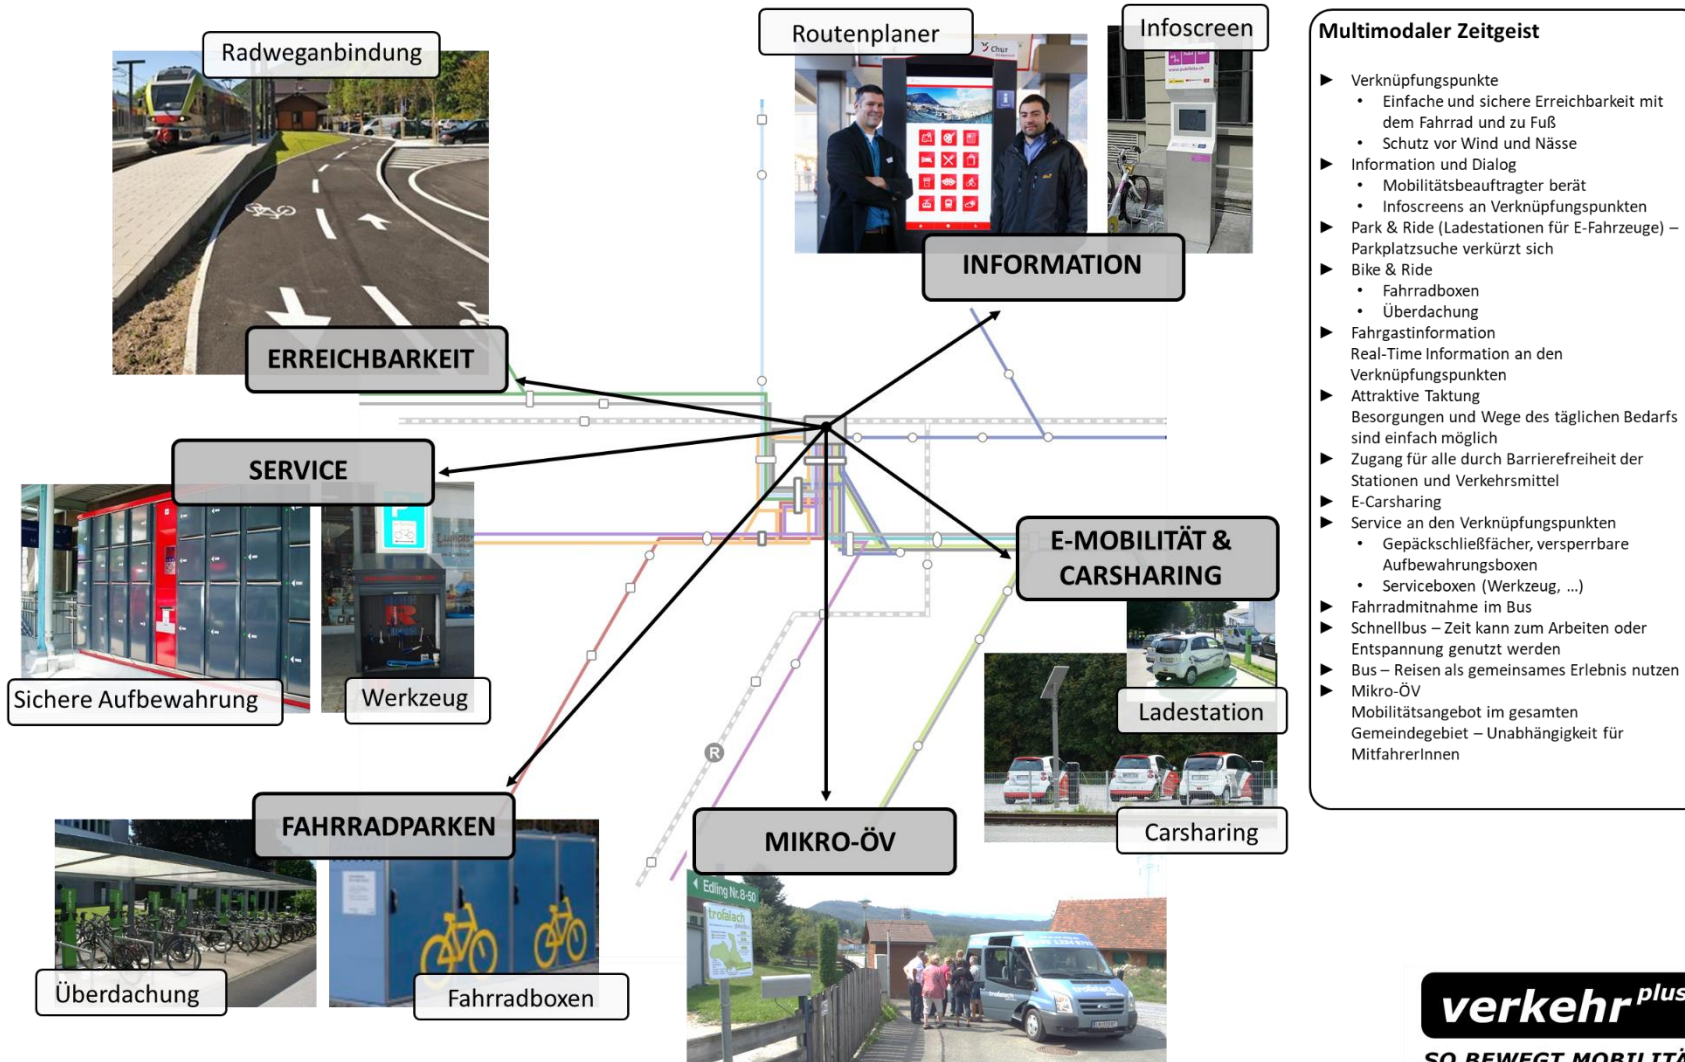 Radweganbindung
Routenplaner
Infoscreen
Chur
INFORMATION
ERREICHBARKEIT
SERVICE
E-MOBILITÄT &
CARSHARING
Sichere Aufbewahrung
Werkzeug
Ladestation
Carsharing
R
FAHRRADPARKEN
MIKRO-ÖV
Überdachung
Fahrradboxen
Edling Nr.8-50
trofaiach
trofaiach
Multimodaler Zeitgeist
► Verknüpfungspunkte
• Einfache und sichere Erreichbarkeit mit
dem Fahrrad und zu Fuß
• Schutz vor Wind und Nässe
► Information und Dialog
• Mobilitätsbeauftragter berät
• Infoscreens an Verknüpfungspunkten
► Park & Ride (Ladestationen für E-Fahrzeuge) –
Parkplatzsuche verkürzt sich
► Bike & Ride
• Fahrradboxen
• Überdachung
► Fahrgastinformation
Real-Time Information an den
Verknüpfungspunkten
► Attraktive Taktung
Besorgungen und Wege des täglichen Bedarfs
sind einfach möglich
► Zugang für alle durch Barrierefreiheit der
Stationen und Verkehrsmittel
► E-Carsharing
► Service an den Verknüpfungspunkten
• Gepäckschließfächer, versperrbare
Aufbewahrungsboxen
• Serviceboxen (Werkzeug, ...)
► Fahrradmitnahme im Bus
► Schnellbus – Zeit kann zum Arbeiten oder
Entspannung genutzt werden
► Bus – Reisen als gemeinsames Erlebnis nutzen
► Mikro-ÖV
Mobilitätsangebot im gesamten
Gemeindegebiet – Unabhängigkeit für
MitfahrerInnen
verkehr plus
SO BEWEGT MOBILITÄ